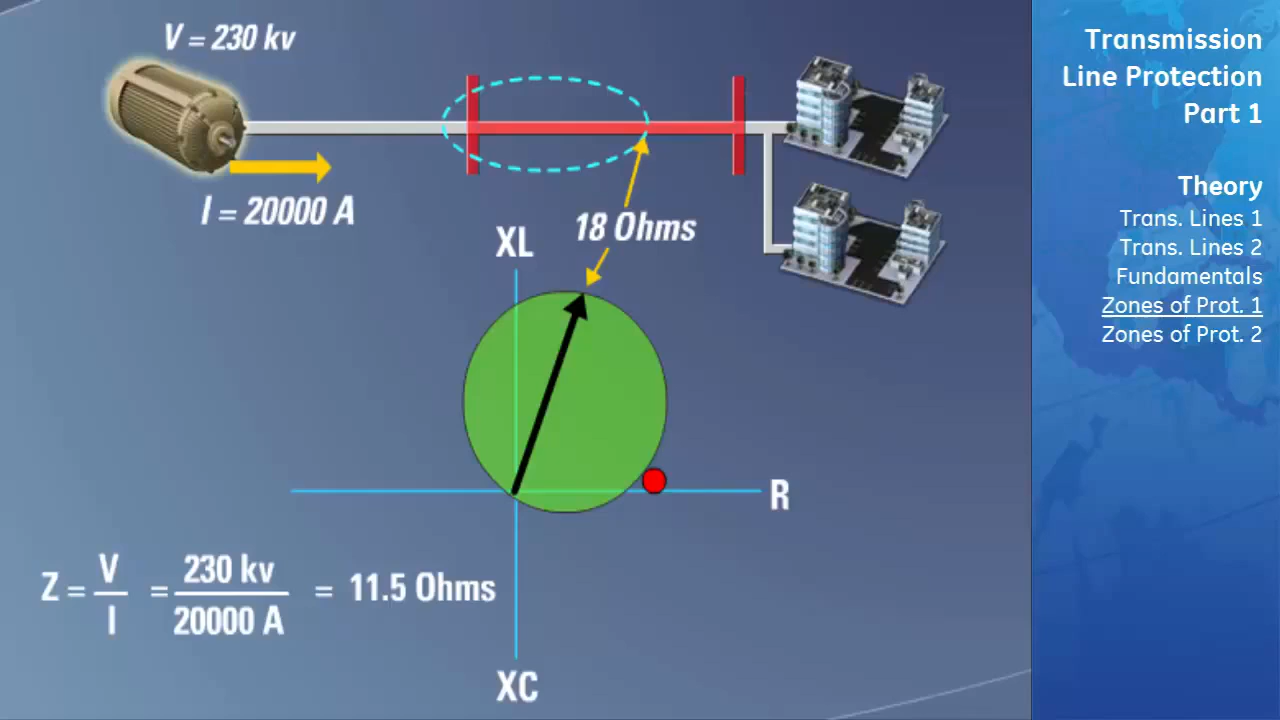 V = 230 kv
I = 20000 A
18 Ohms
XL
R
XC
Z = V/I = 230 kv/20000 A = 11.5 Ohms
Transmission
Line Protection
Part 1
Theory
Trans. Lines 1
Trans. Lines 2
Fundamentals
Zones of Prot. 1
Zones of Prot. 2